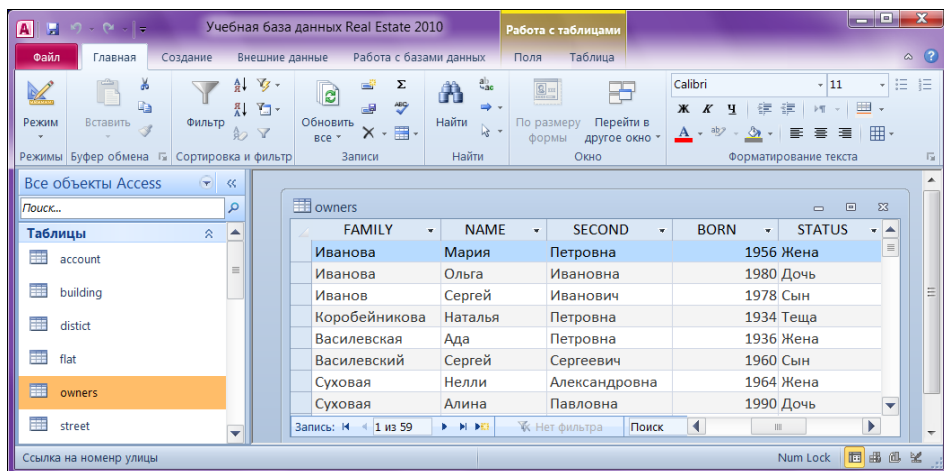 Учебная база данных Real Estate 2010
Работа с таблицами
Файл Главная Создание Внешние данные Работа с базами данных Поля Таблица
Режим Вставить Фильтр Обновить все Найти По размеру формы Перейти в другое окно
Calibri 11
Ж К Ч
Режимы Буфер обмена Сортировка и фильтр Записи Найти Окно Форматирование текста
Все объекты Access
Поиск...
Таблицы
account
building
distict
flat
owners
street
owners
FAMILY NAME SECOND BORN STATUS
Иванова Мария Петровна 1956 Жена
Иванова Ольга Ивановна 1980 Дочь
Иванов Сергей Иванович 1978 Сын
Коробейникова Наталья Петровна 1934 Теща
Василевская Ада Петровна 1936 Жена
Василевский Сергей Сергеевич 1960 Сын
Суховая Нелли Александровна 1964 Жена
Суховая Алина Павловна 1990 Дочь
Запись: 1 из 59 Нет фильтра Поиск
Ссылка на номенр улицы Num Lock